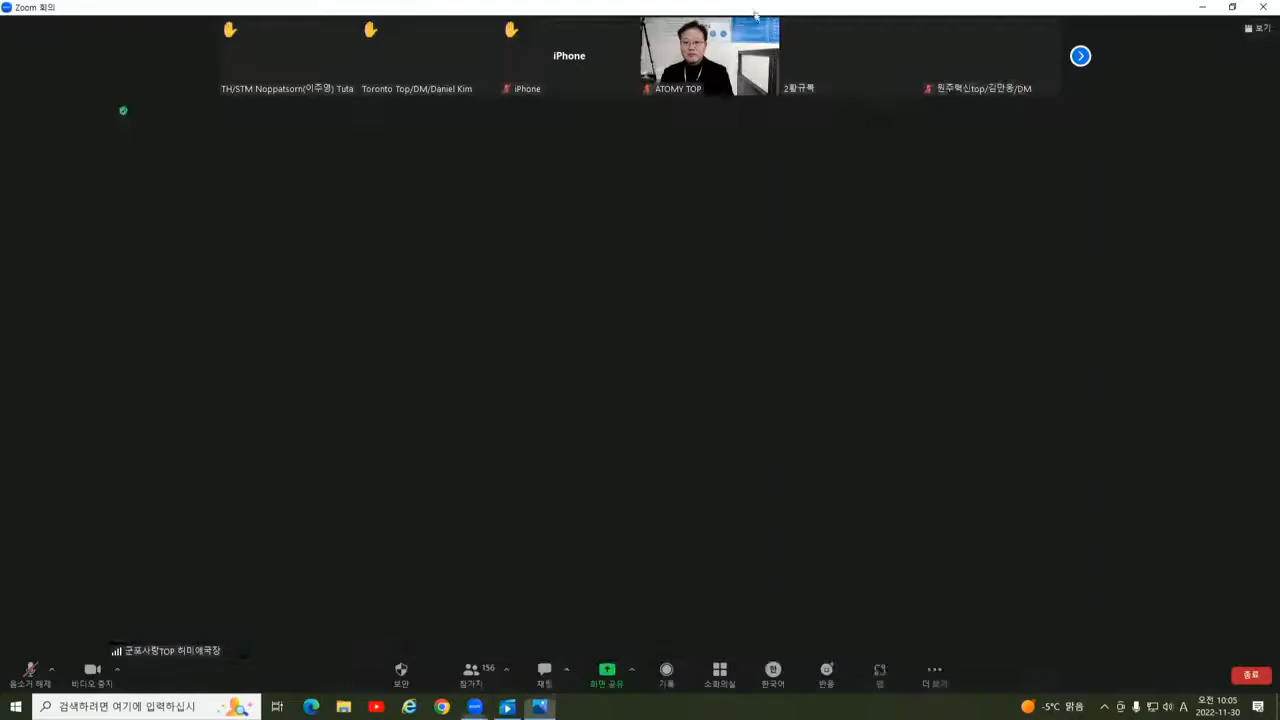 Zoom 회의
보기
iPhone
TH/STM Noppatsorn(이주영) Tuta
Toronto Top/DM/Daniel Kim
iPhone
ATOMY TOP
2황규록
원주혁신top/김만홍/DM
군포사랑TOP 허미애국장
음소거 해제
비디오 중지
보안
156
참가자
채팅
화면 공유
기록
소회의실
한
한국어
반응
앱
더 보기
종료
검색하려면 여기에 입력하십시
-5°C 맑음
A
오전 10:05
2022-11-30